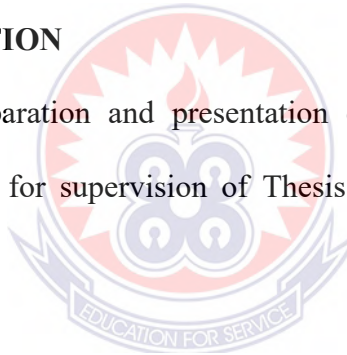 TION
paration and presentation
for supervision of Thesis
EDUCATION FOR SERVICE